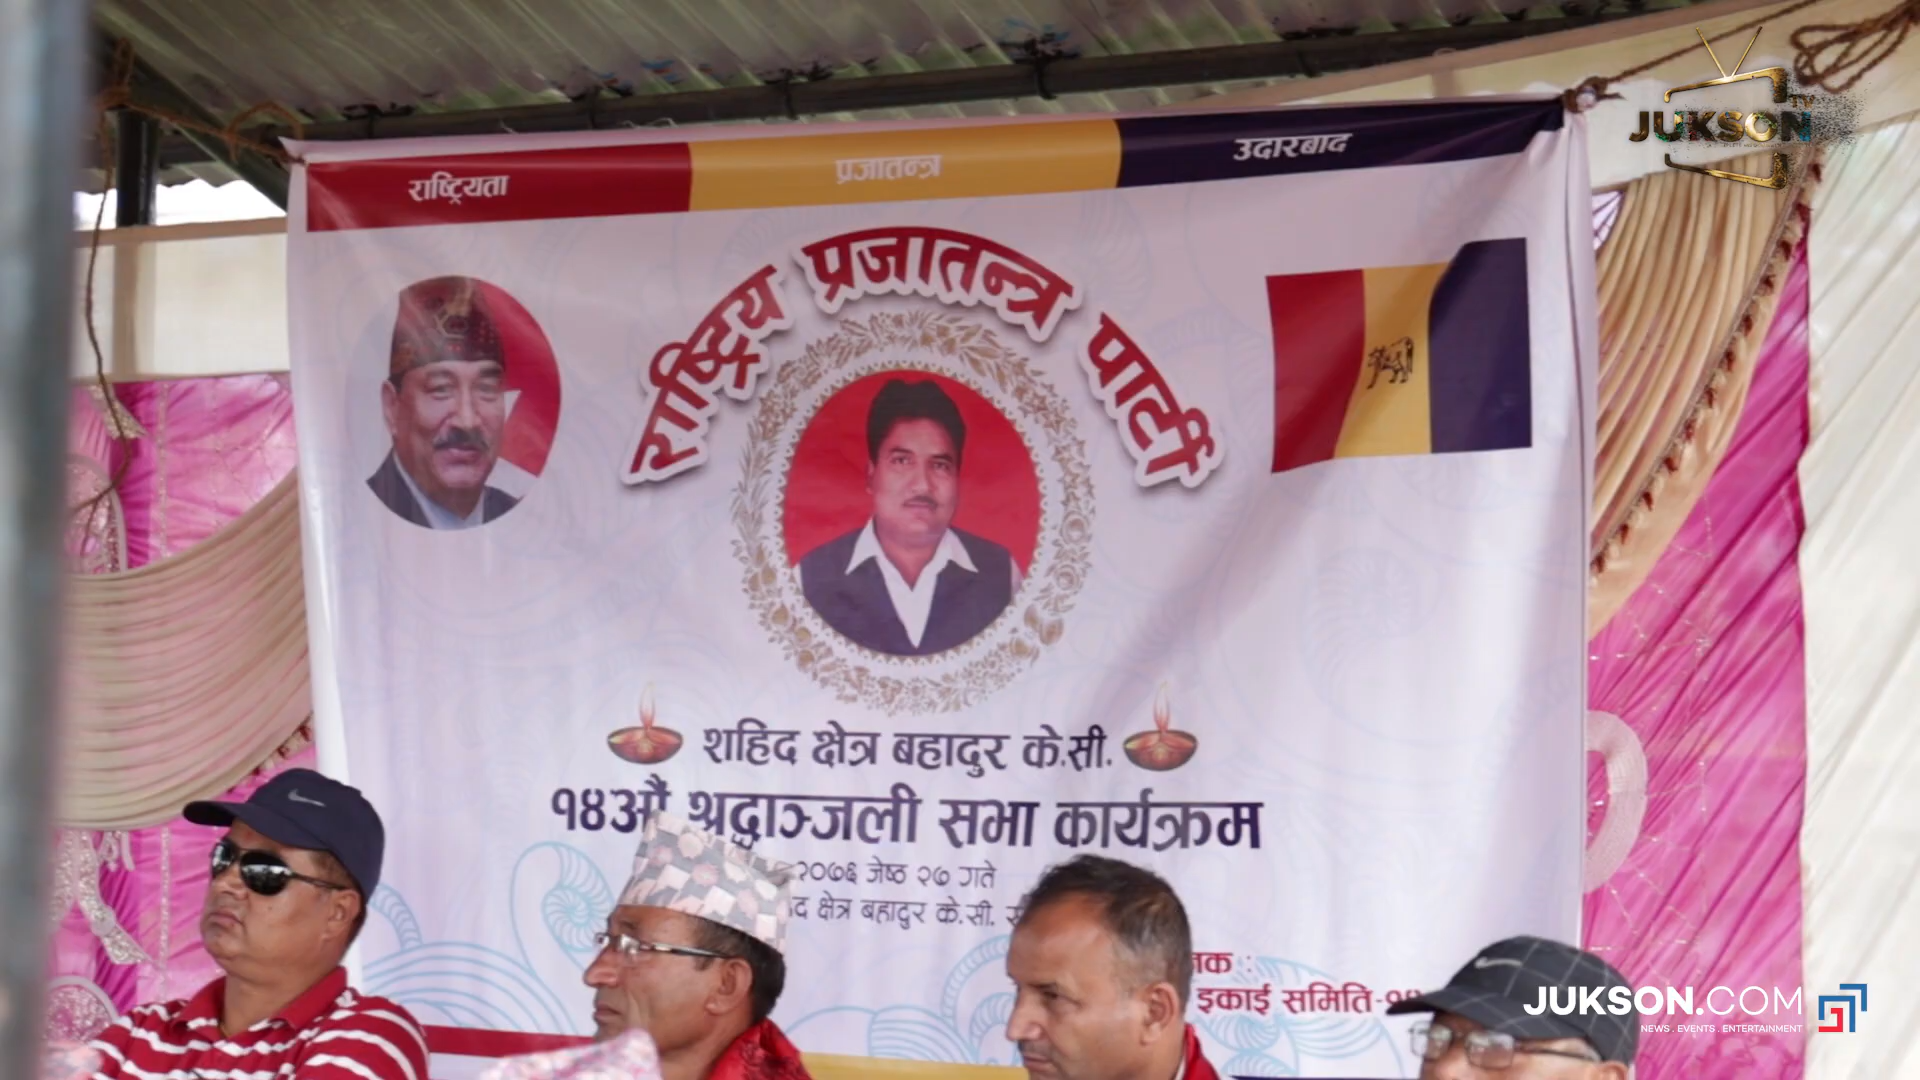 राष्ट्रियता प्रजातन्त्र उदारबाद
JUKSON TV
राष्ट्रिय प्रजातन्त्र पार्टी
शहिद क्षेत्र बहादुर के.सी.
१४औं श्रद्धाञ्जली सभा कार्यक्रम
२०७६ जेष्ठ २७ गते
क्षेत्र बहादुर के.सी.
इकाई समिति
JUKSON.COM
NEWS . EVENTS . ENTERTAINMENT